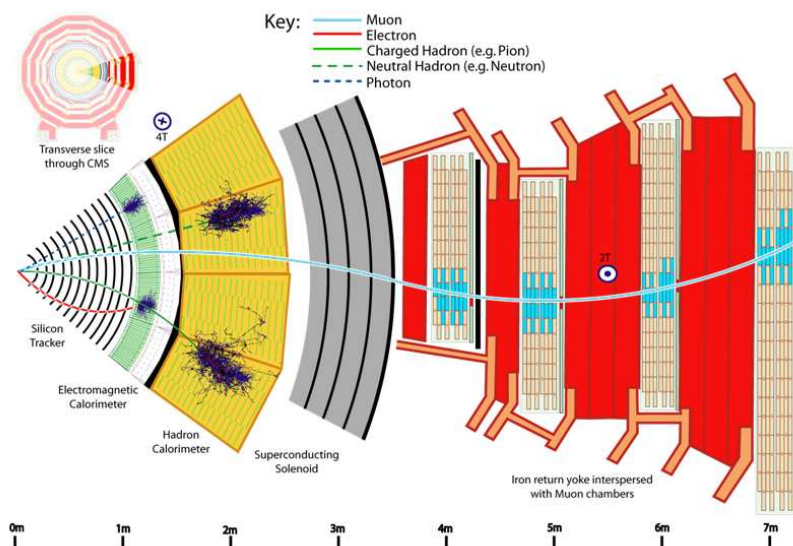 Key:
Muon
Electron
Charged Hadron (e.g. Pion)
Neutral Hadron (e.g. Neutron)
Photon
Transverse slice
through CMS
4T
2T
Silicon
Tracker
Electromagnetic
Calorimeter
Hadron
Calorimeter
Superconducting
Solenoid
Iron return yoke interspersed
with Muon chambers
0m
1m
2m
3m
4m
5m
6m
7m